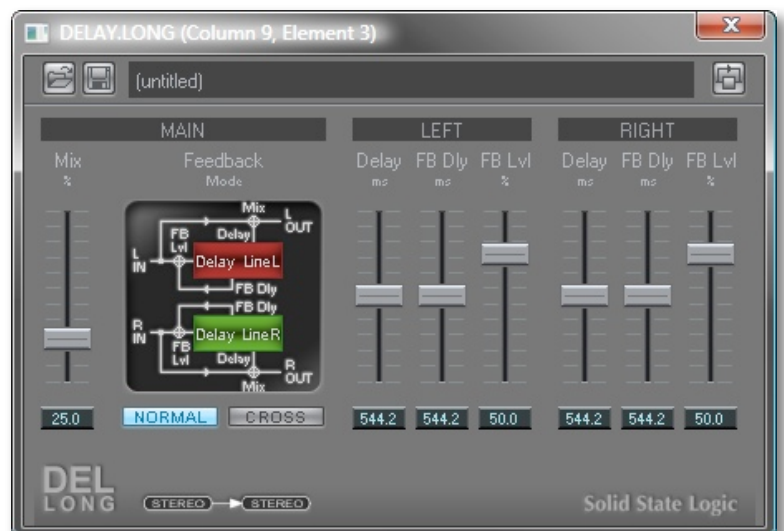 DELAY.LONG (Column 9, Element 3)
X
(untitled)
MAIN LEFT RIGHT
Mix Feedback Delay FB Dly FB Lvl Delay FB Dly FB Lvl
% Mode ms ms % ms ms %
Mix
L OUT
FB Lvl Delay
L IN
Delay Line L
FB Dly
FB Dly
R IN
Delay Line R
FB Lvl Delay
R OUT
Mix
25.0 NORMAL CROSS 544.2 544.2 50.0 544.2 544.2 50.0
DEL
LONG STEREO STEREO Solid State Logic